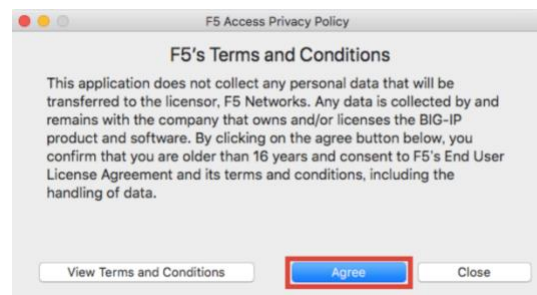 F5 Access Privacy Policy
F5's Terms and Conditions
This application does not collect any personal data that will be
transferred to the licensor, F5 Networks. Any data is collected by and
remains with the company that owns and/or licenses the BIG-IP
product and software. By clicking on the agree button below, you
confirm that you are older than 16 years and consent to F5's End User
License Agreement and its terms and conditions, including the
handling of data.
View Terms and Conditions
Agree
Close